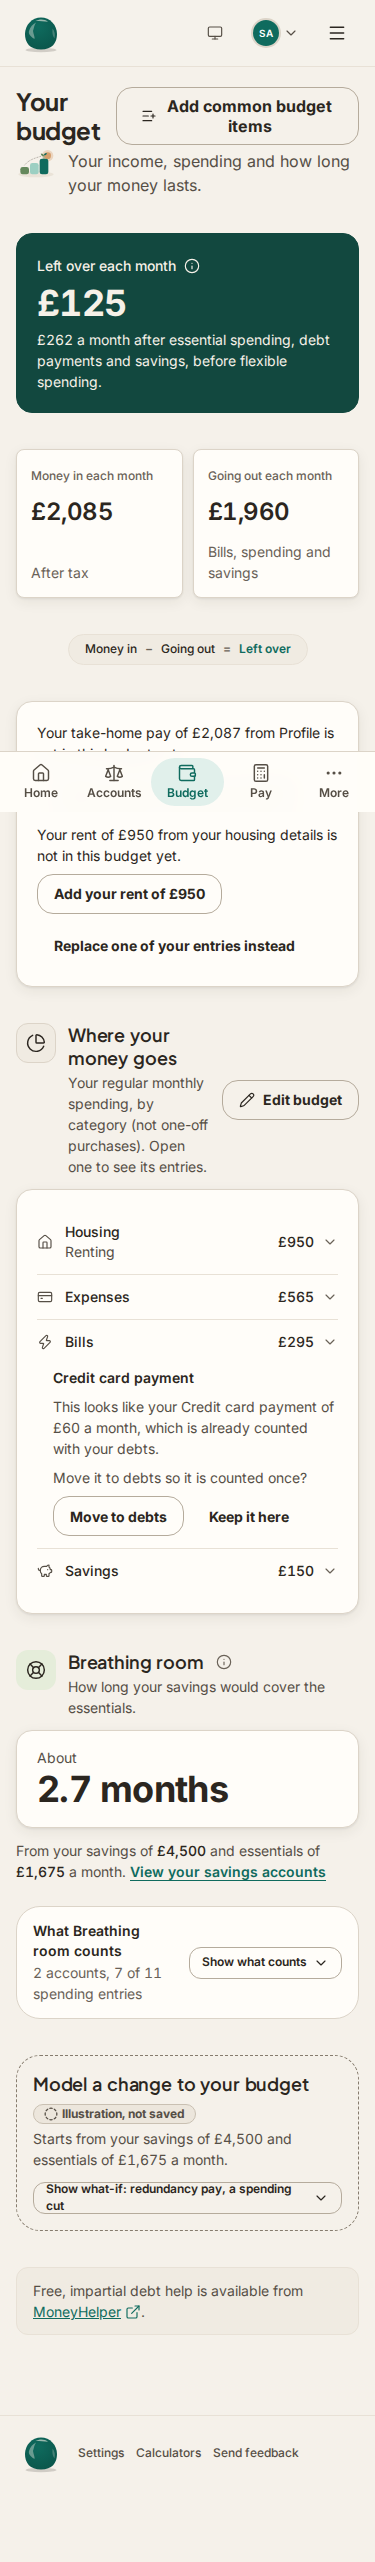 SA
Your
budget
Add common budget
items
Your income, spending and how long
your money lasts.
Left over each month
£125
£262 a month after essential spending, debt
payments and savings, before flexible
spending.
Money in each month
£2,085
After tax
Going out each month
£1,960
Bills, spending and
savings
Money in − Going out = Left over
Your take-home pay of £2,087 from Profile is
Home
Accounts
Budget
Pay
More
Your rent of £950 from your housing details is
not in this budget yet.
Add your rent of £950
Replace one of your entries instead
Where your
money goes
Your regular monthly
spending, by
category (not one-off
purchases). Open
one to see its entries.
Edit budget
Housing
Renting
£950
Expenses
£565
Bills
£295
Credit card payment
This looks like your Credit card payment of
£60 a month, which is already counted
with your debts.
Move it to debts so it is counted once?
Move to debts
Keep it here
Savings
£150
Breathing room
How long your savings would cover the
essentials.
About
2.7 months
From your savings of £4,500 and essentials of
£1,675 a month. View your savings accounts
What Breathing
room counts
2 accounts, 7 of 11
spending entries
Show what counts
Model a change to your budget
Illustration, not saved
Starts from your savings of £4,500 and
essentials of £1,675 a month.
Show what-if: redundancy pay, a spending
cut
Free, impartial debt help is available from
MoneyHelper.
Settings
Calculators
Send feedback